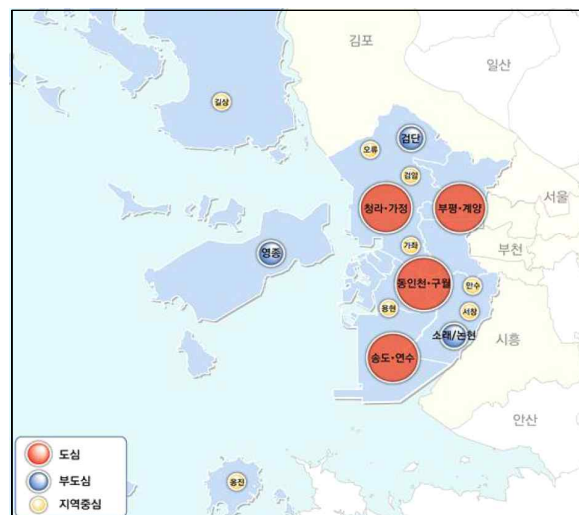 김포
일산
길상
검단
오류
검암
청라·가정
부평·계양
서울
가좌
부천
영종
동인천·구월
만수
용현
서창
소래/논현
시흥
송도·연수
안산
도심
부도심
지역중심
옹진